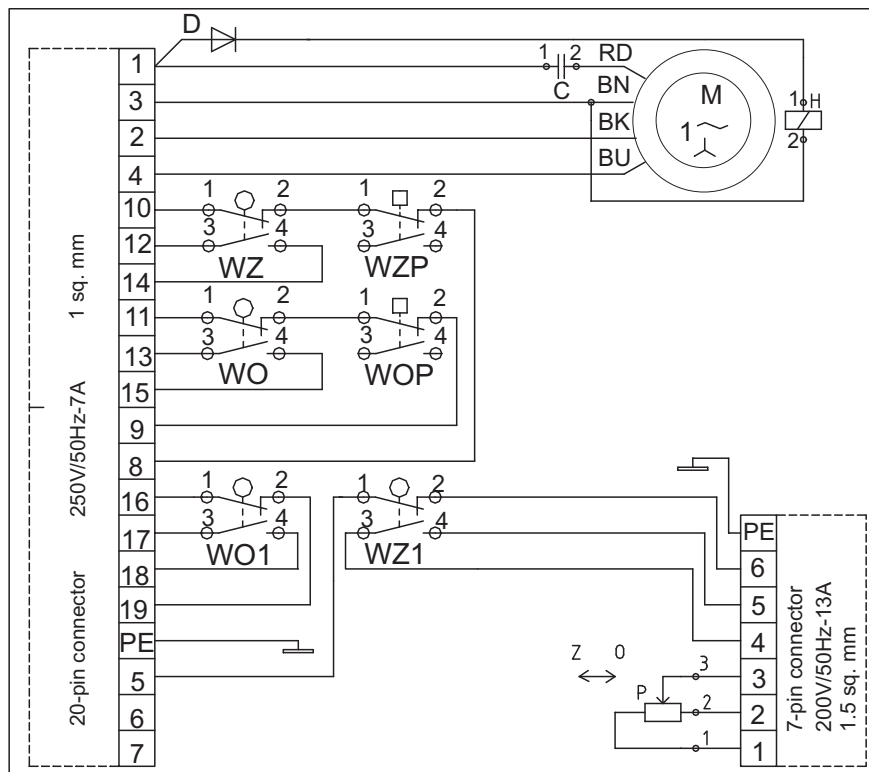 D
1
1 2
RD
C
3
BN
M
1
1 H
2
2
BK
4
BU
10
1 2
1 2
12
3 4
3 4
WZ
WZP
14
11
1 2
1 2
13
3 4
3 4
WO
WOP
15
9
8
16
1 2
1 2
17
3 4
3 4
WO1
WZ1
18
19
PE
5
6
7
20-pin connector 250V/50Hz-7A 1 sq. mm
PE
6
5
4
3
2
1
Z O
P
3
2
1
7-pin connector
200V/50Hz-13A
1.5 sq. mm